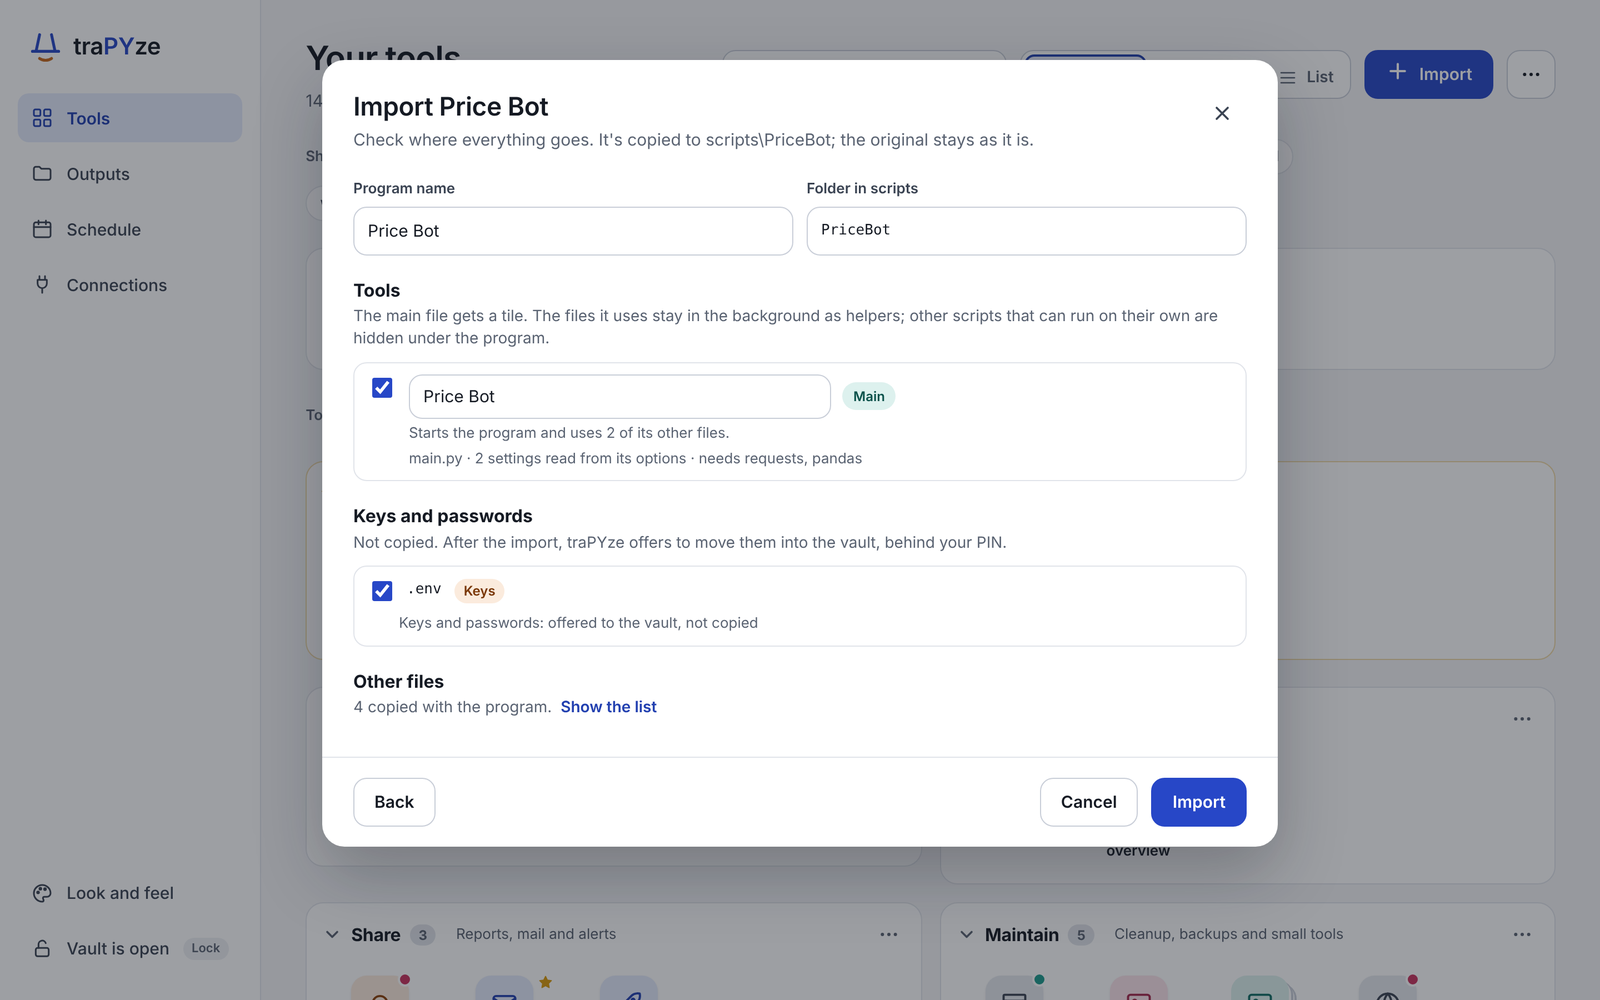 traPYze
Tools
Outputs
Schedule
Connections
Look and feel
Vault is open
Lock
Your tools
14
List
Import
Import Price Bot
Check where everything goes. It's copied to scripts\PriceBot; the original stays as it is.
Program name
Folder in scripts
Price Bot
PriceBot
Tools
The main file gets a tile. The files it uses stay in the background as helpers; other scripts that can run on their own are
hidden under the program.
Price Bot
Main
Starts the program and uses 2 of its other files.
main.py · 2 settings read from its options · needs requests, pandas
Keys and passwords
Not copied. After the import, traPYze offers to move them into the vault, behind your PIN.
.env
Keys
Keys and passwords: offered to the vault, not copied
Other files
4 copied with the program. Show the list
Back
Cancel
Import
overview
Share 3 Reports, mail and alerts
Maintain 5 Cleanup, backups and small tools